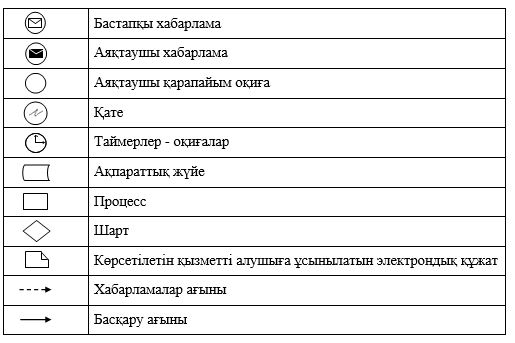 Бастапқы хабарлама
Аяқтаушы хабарлама
Аяқтаушы қарапайым оқиға
Қате
Таймерлер - оқиғалар
Ақпараттық жүйе
Процесс
Шарт
Көрсетілетін қызметті алушыға ұсынылатын электрондық құжат
Хабарламалар ағыны
Басқару ағыны